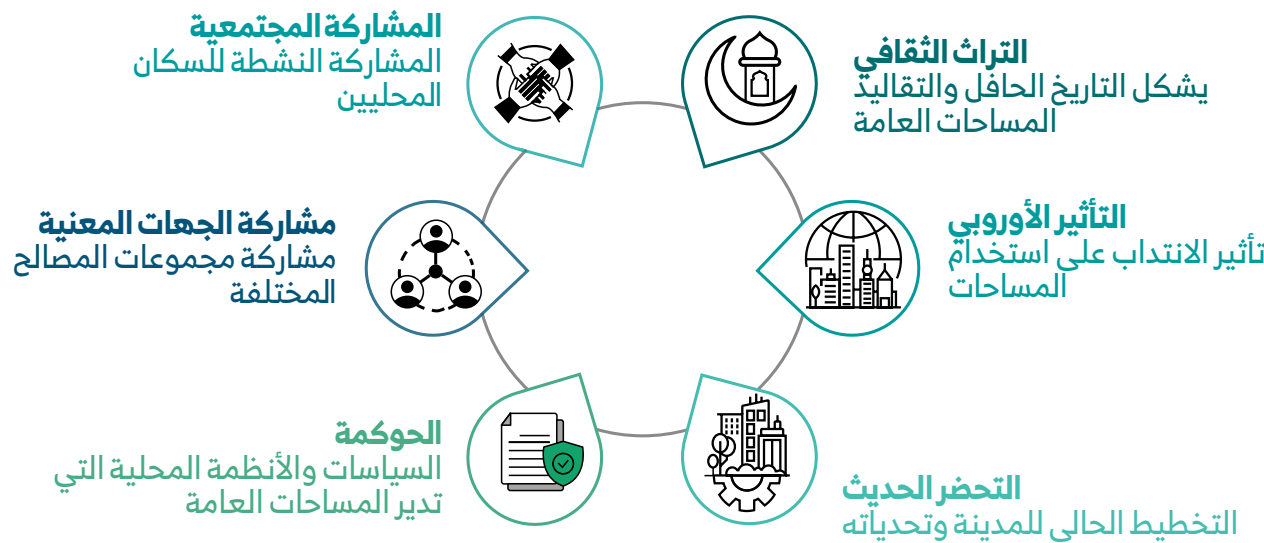 التراث الثقافي
يشكل التاريخ الحافل والتقاليد
المساحات العامة
التأثير الأوروبي
تأثير الانتداب على استخدام
المساحات
التحضر الحديث
التخطيط الحالي للمدينة وتحدياته
المشاركة المجتمعية
المشاركة النشطة للسكان
المحليين
مشاركة الجهات المعنية
مشاركة مجموعات المصالح
المختلفة
الحوكمة
السياسات والأنظمة المحلية التي
تدير المساحات العامة